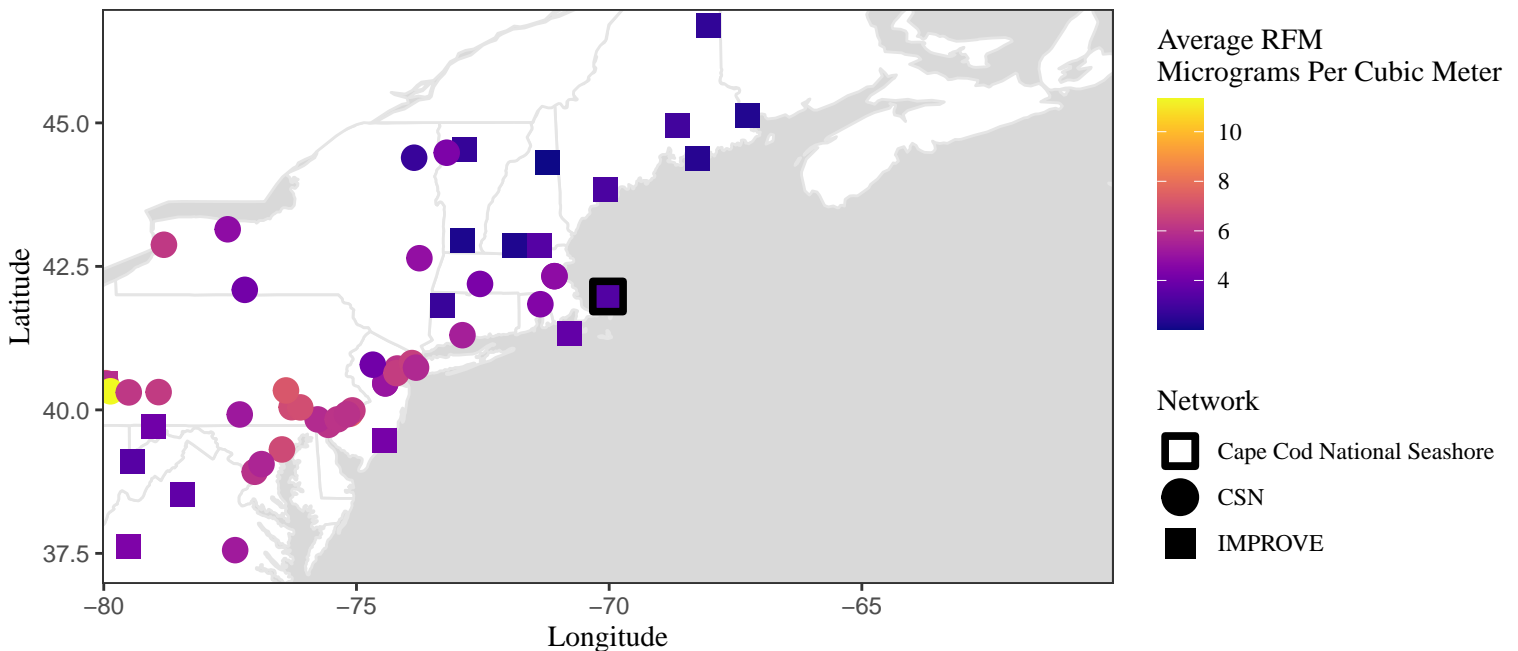 45.0
42.5
40.0
37.5
Latitude
−80
−75
−70
−65
Longitude
Average RFM
Micrograms Per Cubic Meter
10
8
6
4
Network
Cape Cod National Seashore
CSN
IMPROVE